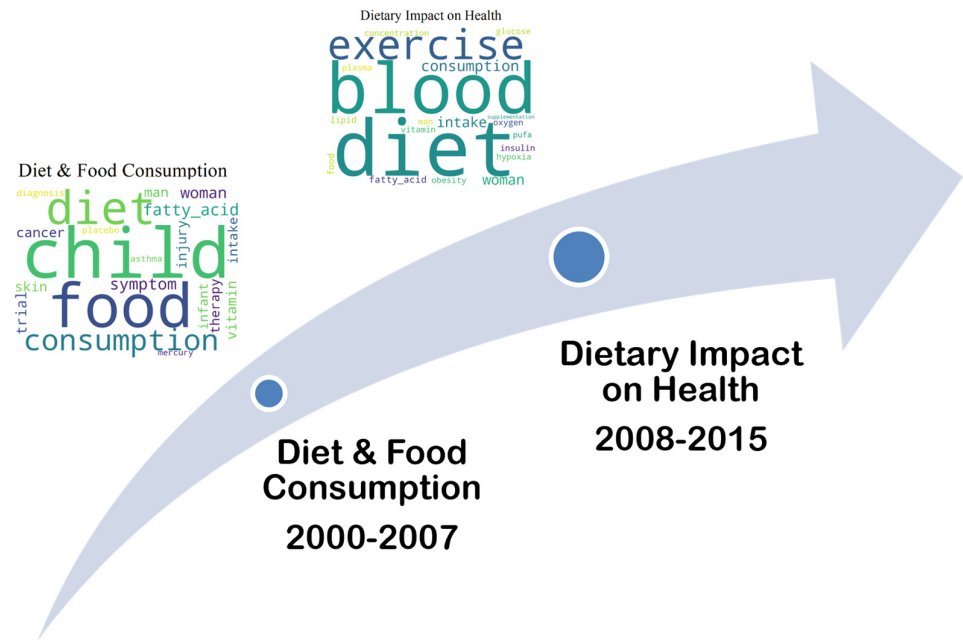 Dietary Impact on Health
concentration
glucose
exercise
plasma
consumption
blood
supplementation
lipid
man
intake
oxygen
vitamin
diet
pufa
insulin
food
hypoxia
fatty_acid
obesity
woman
Diet & Food Consumption
diagnosis
man
woman
diet
fatty_acid
cancer
placebo
injury
intake
child
asthma
skin
symptom
trial
food
infant
therapy
vitamin
consumption
mercury
Dietary Impact
on Health
2008-2015
Diet & Food
Consumption
2000-2007